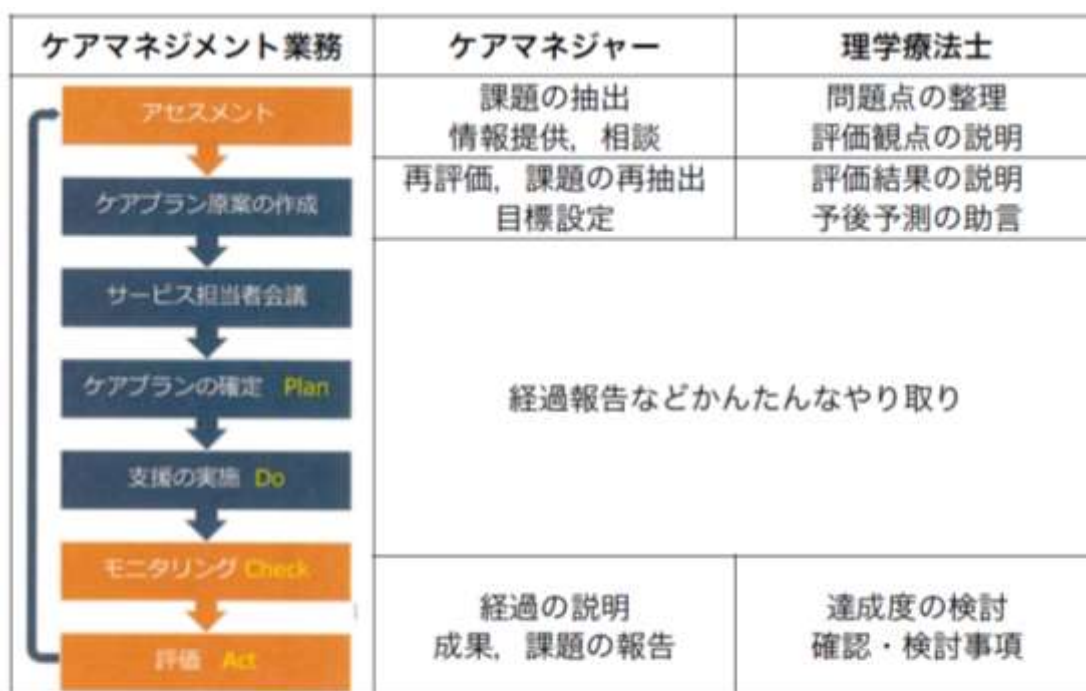 ケアマネジメント業務
ケアマネジャー
理学療法士
アセスメント
課題の抽出
情報提供，相談
問題点の整理
評価観点の説明
ケアプラン原案の作成
再評価，課題の再抽出
目標設定
評価結果の説明
予後予測の助言
サービス担当者会議
ケアプランの確定 Plan
支援の実施 Do
経過報告などかんたんなやり取り
モニタリング Check
評価 Act
経過の説明
成果，課題の報告
達成度の検討
確認・検討事項